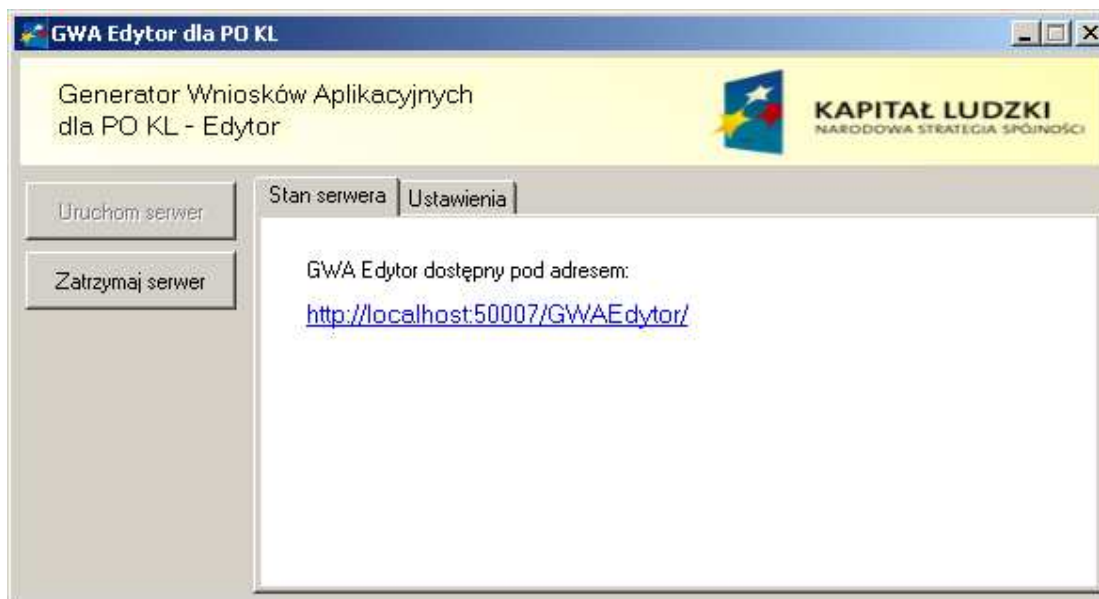 GWA Edytor dla PO KL
Generator Wniosków Aplikacyjnych
dla PO KL - Edytor
KAPITAŁ LUDZKI
NARODOWA STRATEGIA SPÓJNOŚCI
Uruchom serwer
Zatrzymaj serwer
Stan serwera
Ustawienia
GWA Edytor dostępny pod adresem:
http://localhost:50007/GWAEdytor/